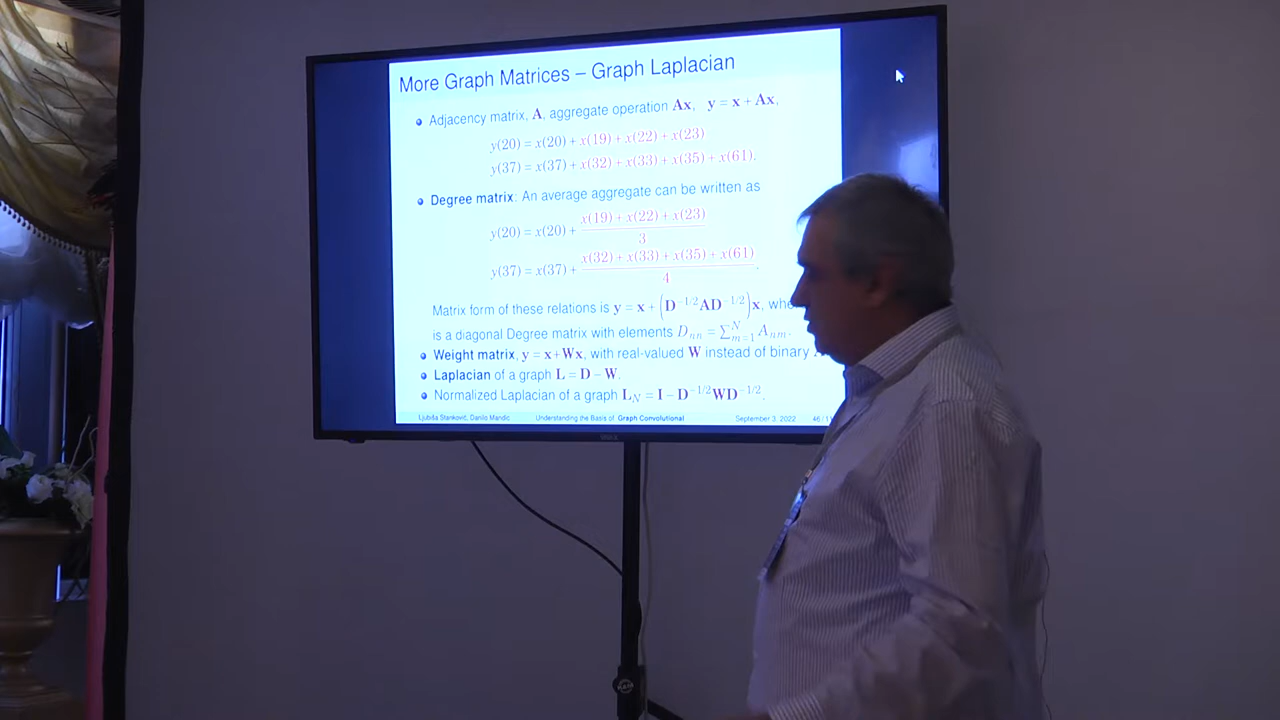 More Graph Matrices – Graph Laplacian
Adjacency matrix, A, aggregate operation Ax, y = x + Ax,
y(20) = x(20) + x(19) + x(22) + x(23)
y(37) = x(37) + x(32) + x(33) + x(35) + x(61).
Degree matrix: An average aggregate can be written as
y(20) = x(20) + (x(19) + x(22) + x(23))/3
y(37) = x(37) + (x(32) + x(33) + x(35) + x(61))/4.
Matrix form of these relations is y = x + (D^{-1/2}AD^{-1/2})x,
is a diagonal Degree matrix with elements D_{nn} = ∑_{m=1}^{N} A_{nm}.
Weight matrix, y = x+Wx, with real-valued W instead of binary
Laplacian of a graph L = D – W.
Normalized Laplacian of a graph L_N = I – D^{-1/2}WD^{-1/2}.
Ljubiša Stanković, Danilo Mandic Understanding the Basis of Graph Convolutional September 3, 2022 46 /